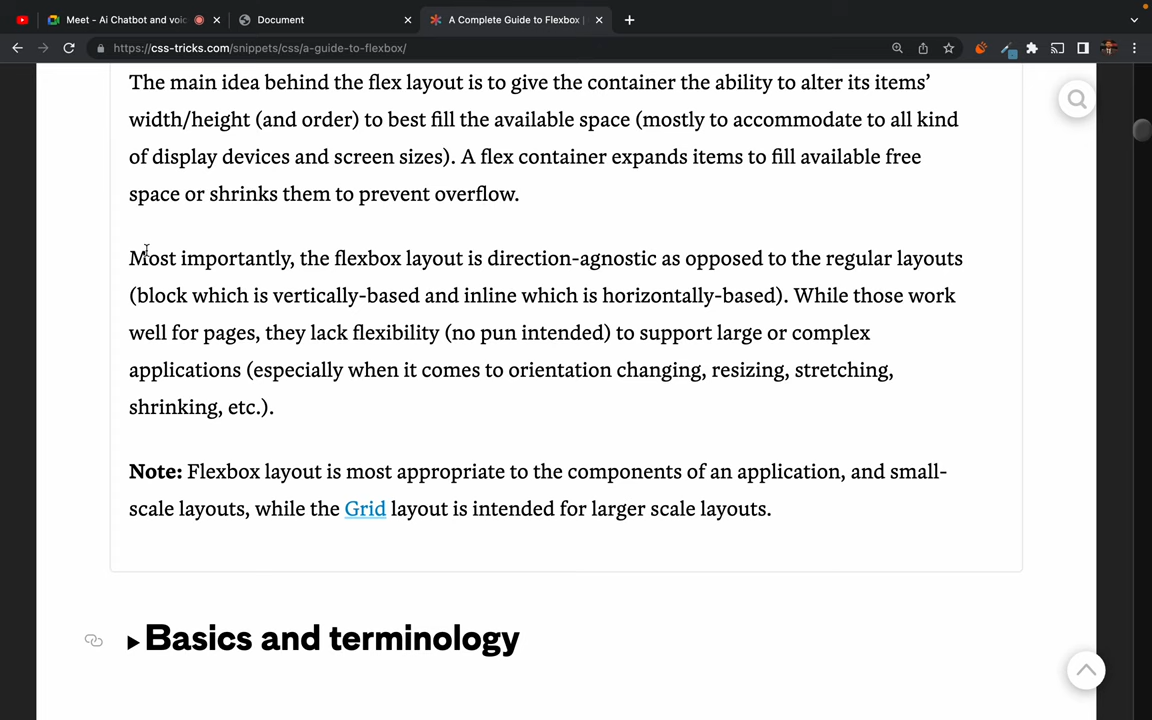 Meet - Ai Chatbot and voic
Document
A Complete Guide to Flexbox |
https://css-tricks.com/snippets/css/a-guide-to-flexbox/
The main idea behind the flex layout is to give the container the ability to alter its items’
width/height (and order) to best fill the available space (mostly to accommodate to all kind
of display devices and screen sizes). A flex container expands items to fill available free
space or shrinks them to prevent overflow.
Most importantly, the flexbox layout is direction-agnostic as opposed to the regular layouts
(block which is vertically-based and inline which is horizontally-based). While those work
well for pages, they lack flexibility (no pun intended) to support large or complex
applications (especially when it comes to orientation changing, resizing, stretching,
shrinking, etc.).
Note: Flexbox layout is most appropriate to the components of an application, and small-
scale layouts, while the Grid layout is intended for larger scale layouts.
Basics and terminology